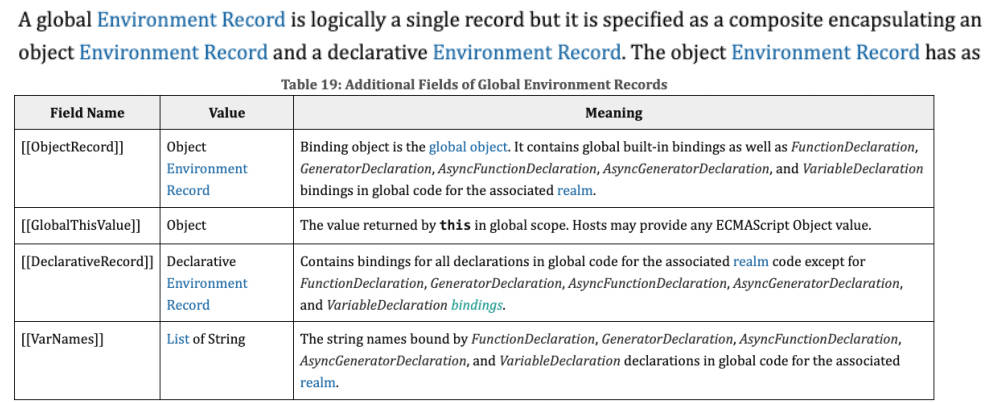 A global Environment Record is logically a single record but it is specified as a composite encapsulating an
object Environment Record and a declarative Environment Record. The object Environment Record has as
Table 19: Additional Fields of Global Environment Records
Field Name Value Meaning
[[ObjectRecord]] Object Environment Record Binding object is the global object. It contains global built-in bindings as well as FunctionDeclaration,
GeneratorDeclaration, AsyncFunctionDeclaration, AsyncGeneratorDeclaration, and VariableDeclaration
bindings in global code for the associated realm.
[[GlobalThisValue]] Object The value returned by this in global scope. Hosts may provide any ECMAScript Object value.
[[DeclarativeRecord]] Declarative Environment Record Contains bindings for all declarations in global code for the associated realm code except for
FunctionDeclaration, GeneratorDeclaration, AsyncFunctionDeclaration, AsyncGeneratorDeclaration,
and VariableDeclaration bindings.
[[VarNames]] List of String The string names bound by FunctionDeclaration, GeneratorDeclaration, AsyncFunctionDeclaration,
AsyncGeneratorDeclaration, and VariableDeclaration declarations in global code for the associated
realm.